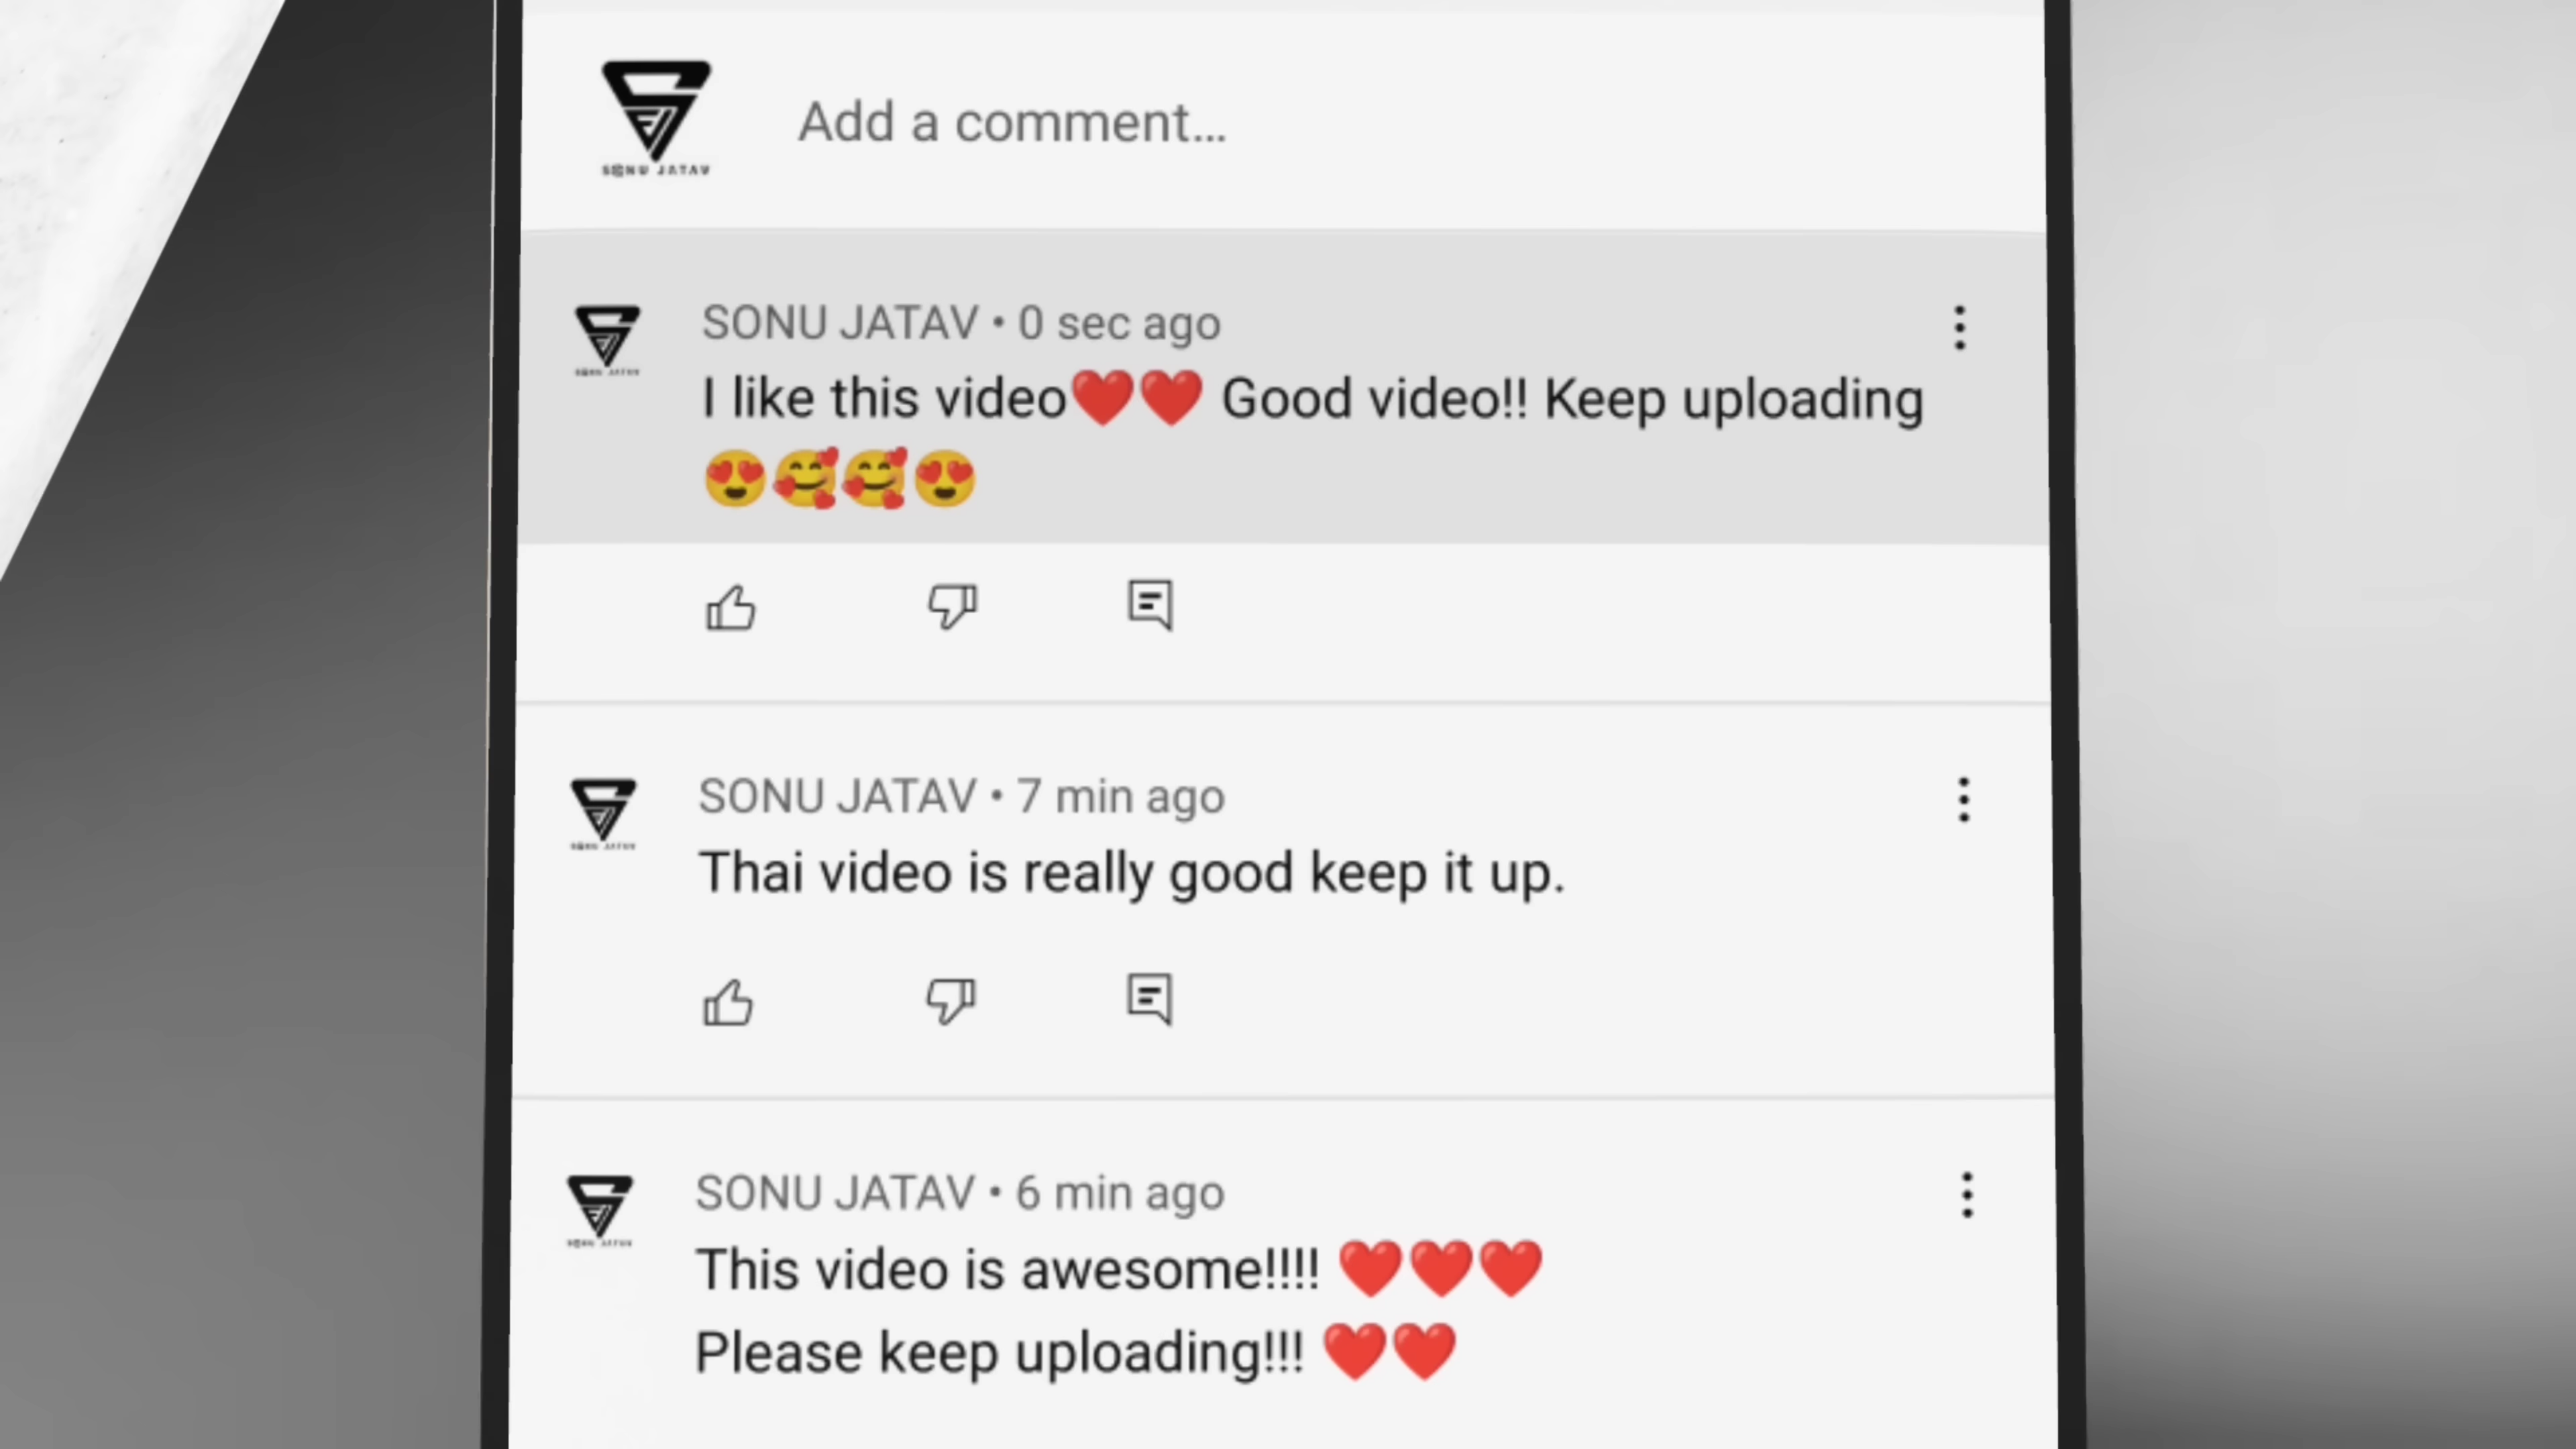 SONU JATAV
Add a comment...
SONU JATAV • 0 sec ago
I like this video❤️❤️ Good video!! Keep uploading
😍🥰🥰😍
SONU JATAV • 7 min ago
Thai video is really good keep it up.
SONU JATAV • 6 min ago
This video is awesome!!!! ❤️❤️❤️
Please keep uploading!!! ❤️❤️